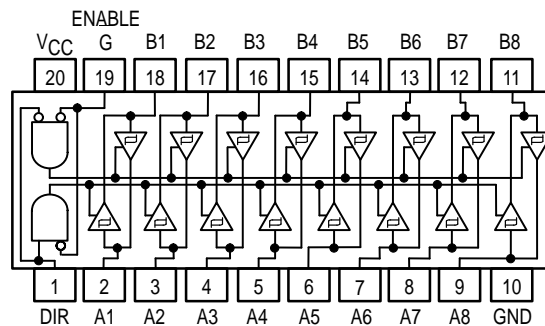 ENABLE
VCC G B1 B2 B3 B4 B5 B6 B7 B8
20 19 18 17 16 15 14 13 12 11
1 2 3 4 5 6 7 8 9 10
DIR A1 A2 A3 A4 A5 A6 A7 A8 GND